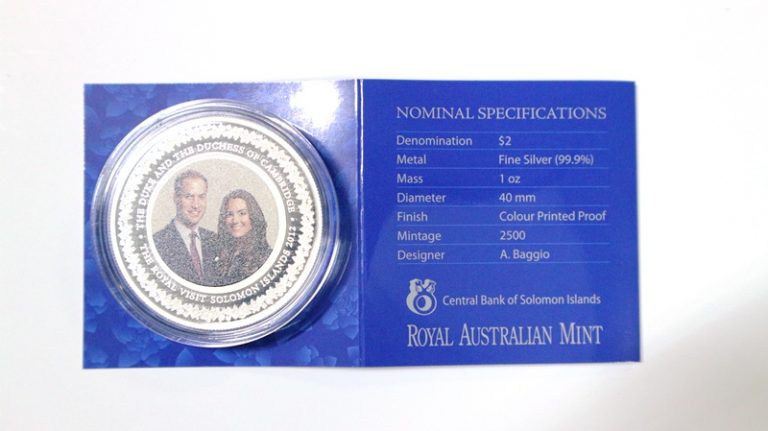 THE DUKE AND THE DUCHESS OF CAMBRIDGE
THE ROYAL VISIT SOLOMON ISLANDS 2012
NOMINAL SPECIFICATIONS
Denomination $2
Metal Fine Silver (99.9%)
Mass 1 oz
Diameter 40 mm
Finish Colour Printed Proof
Mintage 2500
Designer A. Baggio
Central Bank of Solomon Islands
ROYAL AUSTRALIAN MINT